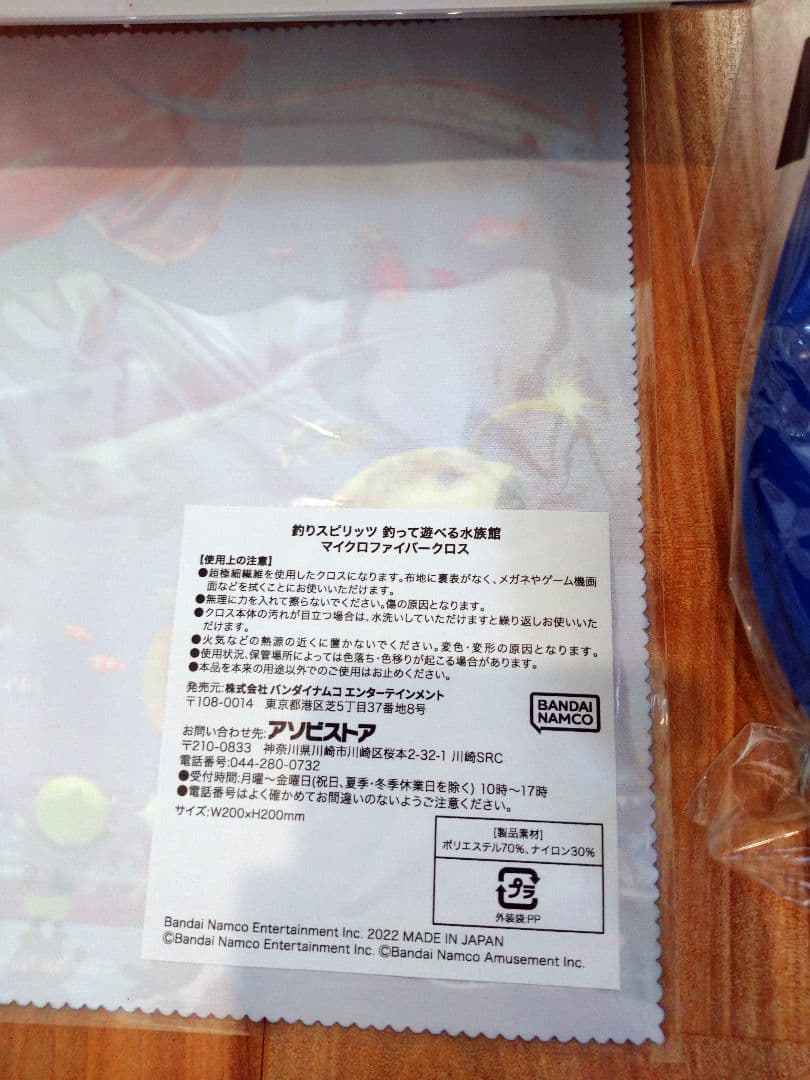 釣りスピリッツ 釣って遊べる水族館
マイクロファイバークロス
【使用上の注意】
●超極細繊維を使用したクロスになります。布地に裏表がなく、メガネやゲーム機画
面などを拭くことにお使いいただけます。
●無理に力を入れて擦らないでください。傷の原因となります。
●クロス本体の汚れが目立つ場合は、水洗いしていただけますと繰り返しお使いいた
だけます。
●火気などの熱源の近くに置かないでください。変色・変形の原因となります。
●使用状況、保管場所によっては色落ち・色移りが起こる場合があります。
●本品を本来の用途以外でのご使用はお止めください。
発売元:株式会社 バンダイナムコ エンターテインメント
〒108-0014 東京都港区芝5丁目37番地8号
BANDAI
NAMCO
お問い合わせ先:アソビストア
〒210-0833 神奈川県川崎市川崎区桜本2-32-1 川崎SRC
電話番号:044-280-0732
●受付時間:月曜～金曜日(祝日、夏季・冬季休業日を除く) 10時～17時
●電話番号はよく確かめてお間違いのないようご注意ください。
サイズ:W200×H200mm
[製品素材]
ポリエステル70%、ナイロン30%
プラ
外装袋:PP
Bandai Namco Entertainment Inc. 2022 MADE IN JAPAN
©Bandai Namco Entertainment Inc. ©Bandai Namco Amusement Inc.